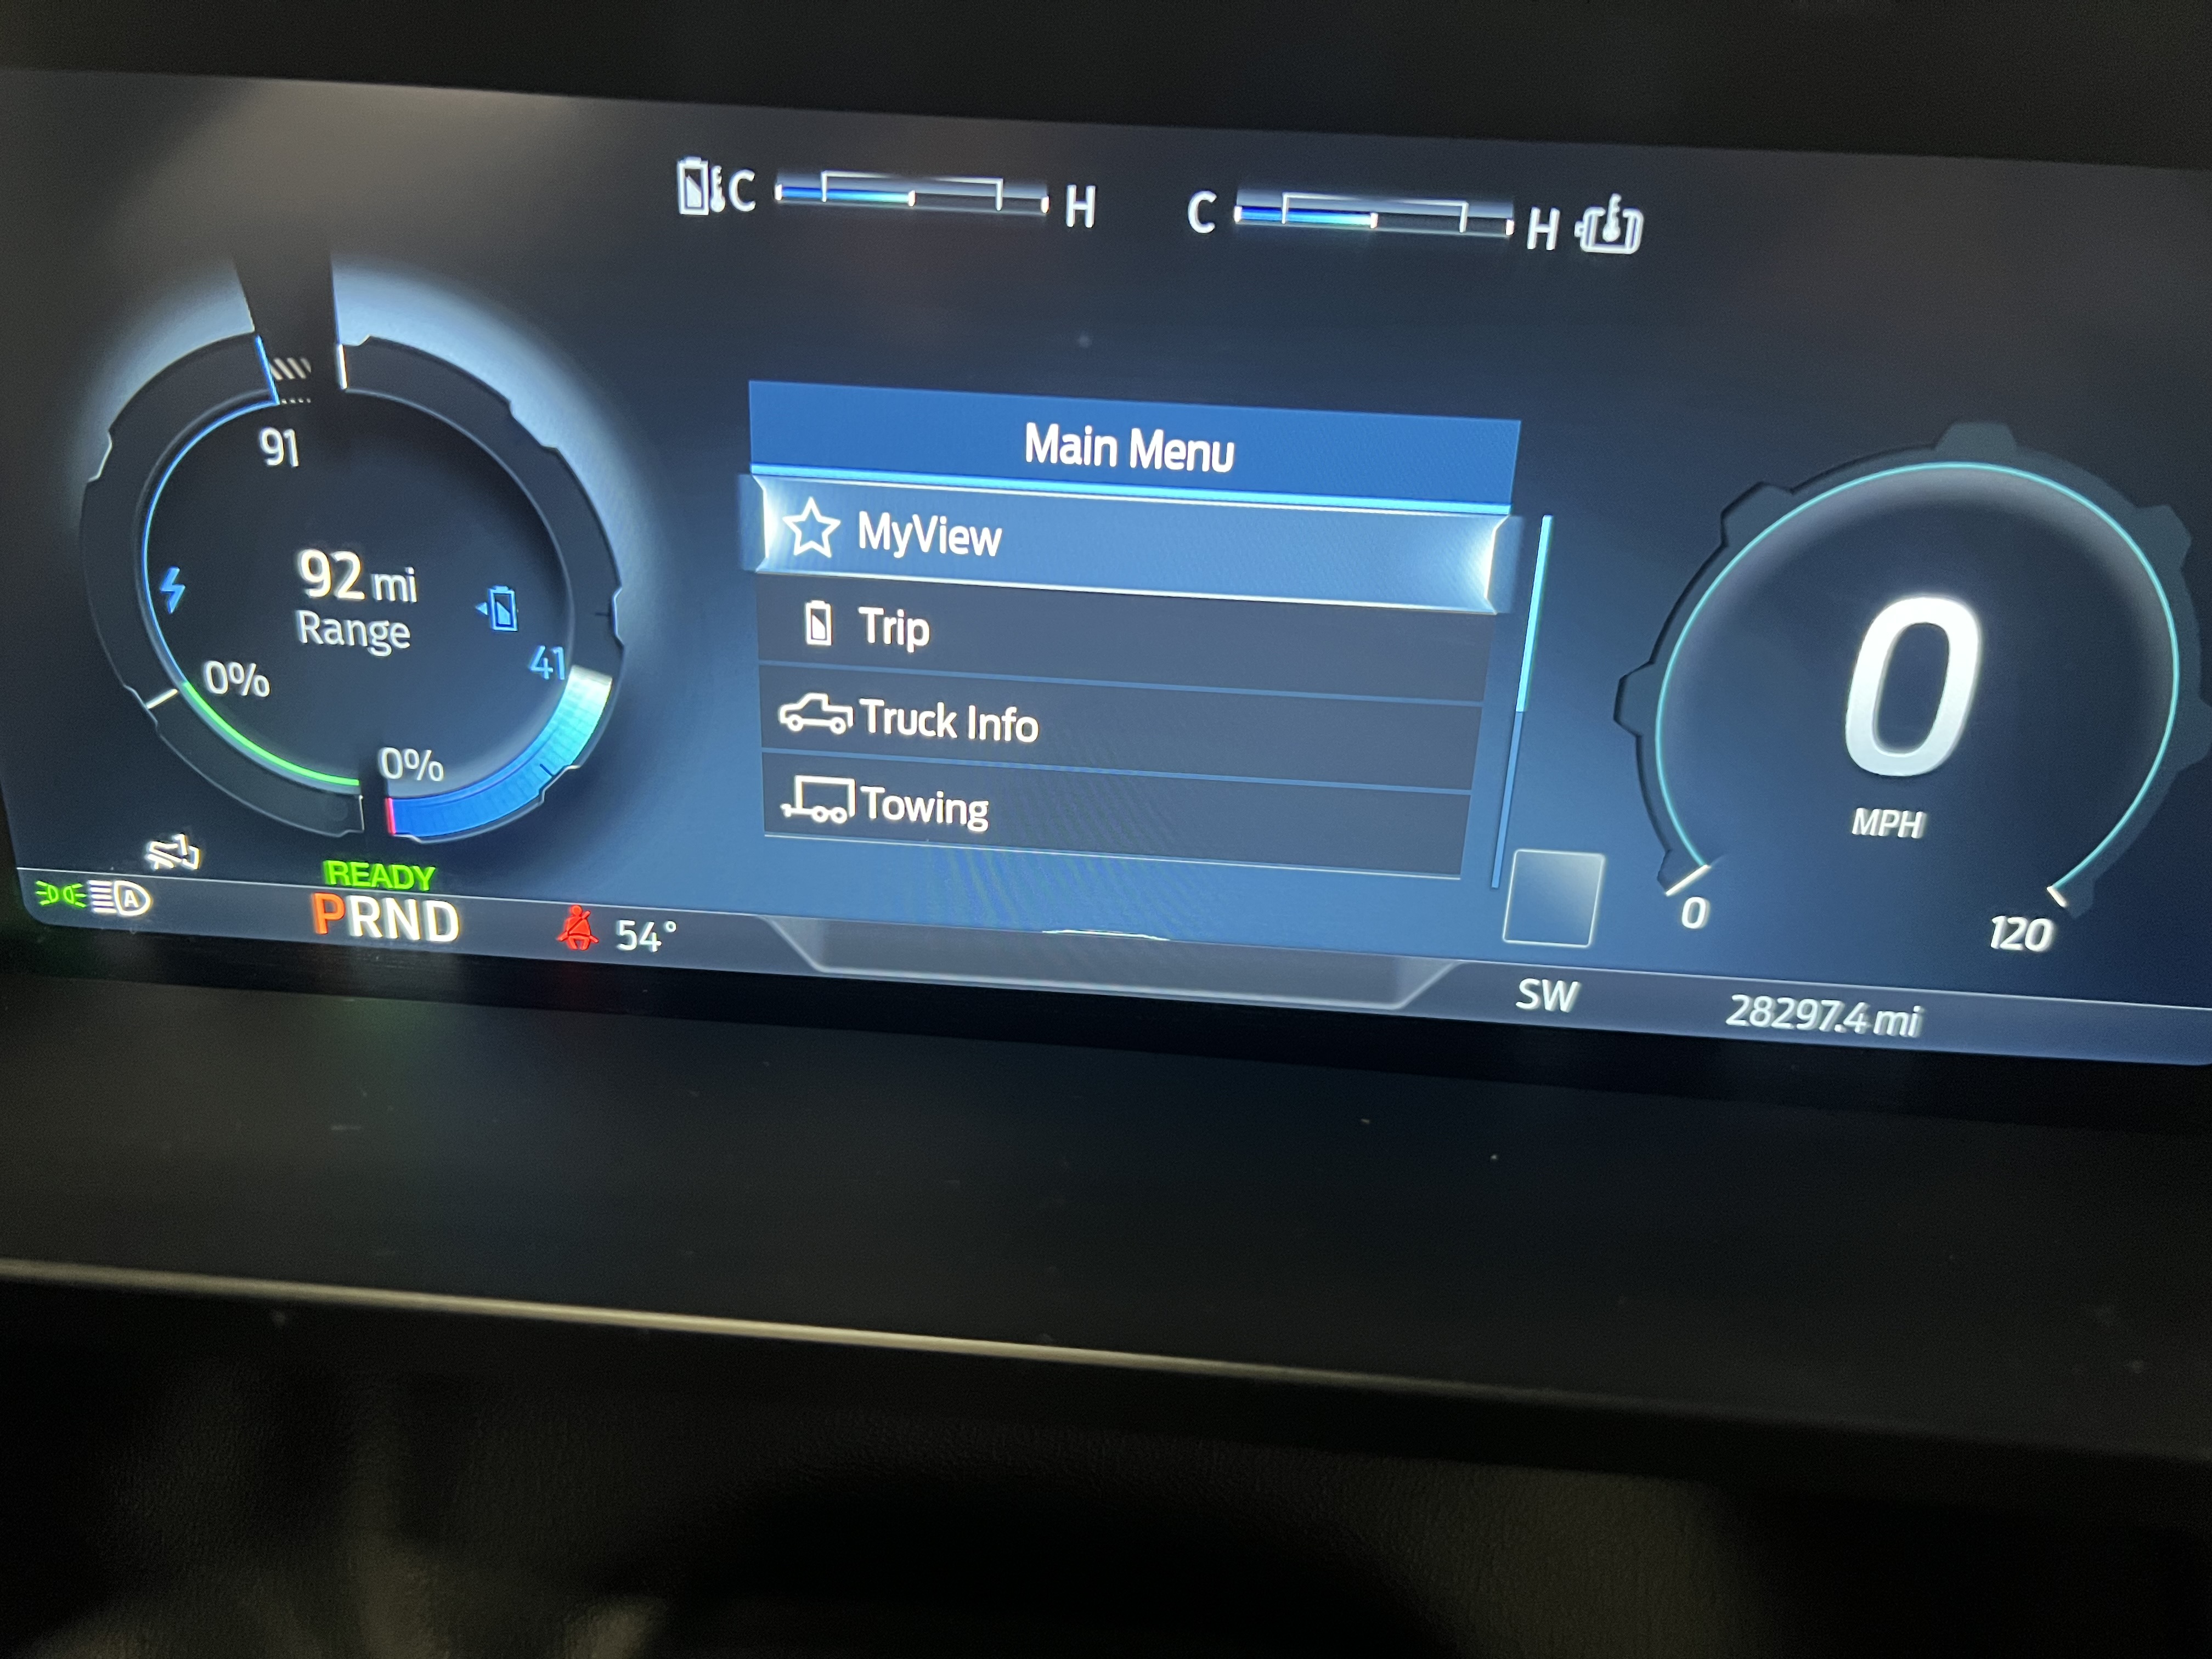 C H
C H
91
92 mi
Range
41
0%
0%
Main Menu
MyView
Trip
Truck Info
Towing
0
MPH
0
120
READY
PRND
A
54°
SW
28297.4 mi